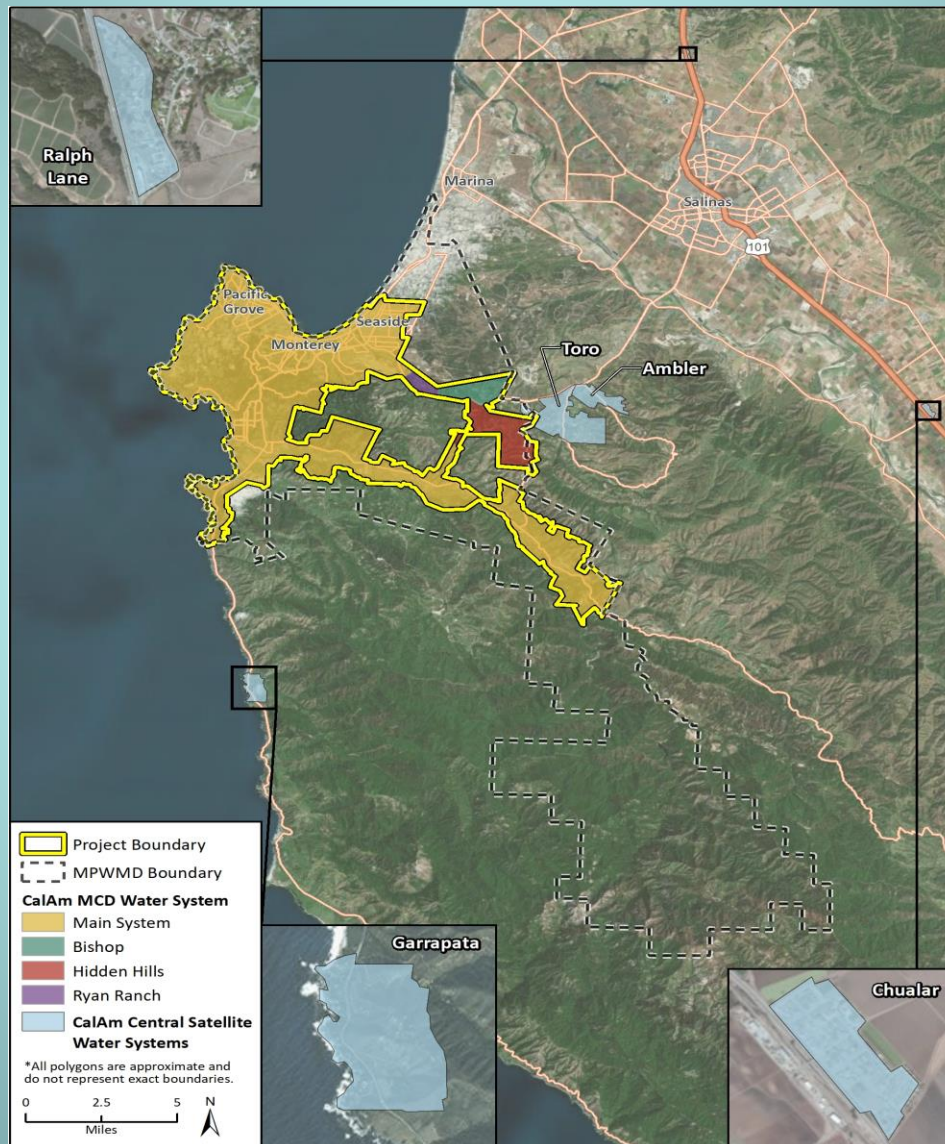 Ralph
Lane
Marina
Salinas
101
Pacific
Grove
Seaside
Monterey
Toro
Ambler
Project Boundary
MPWMD Boundary
CalAm MCD Water System
Main System
Bishop
Hidden Hills
Ryan Ranch
CalAm Central Satellite
Water Systems
*All polygons are approximate and
do not represent exact boundaries.
0 2.5 5
Miles
N
Garrapata
Chualar